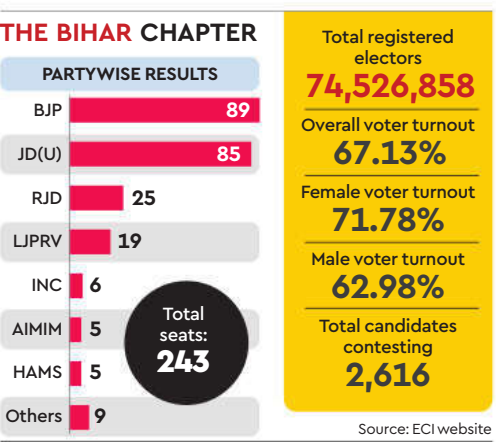 THE BIHAR CHAPTER
PARTYWISE RESULTS
BJP 89
JD(U) 85
RJD 25
LJPRV 19
INC 6
AIMIM 5
HAMS 5
Others 9
Total
seats:
243
Total registered
electors
74,526,858
Overall voter turnout
67.13%
Female voter turnout
71.78%
Male voter turnout
62.98%
Total candidates
contesting
2,616
Source: ECI website